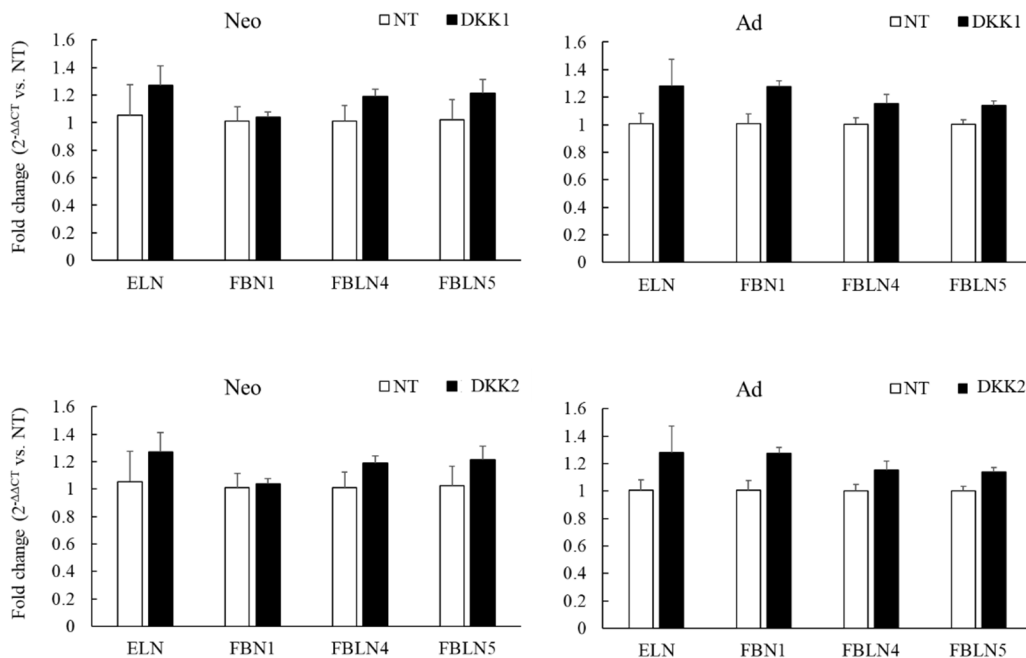 Neo
NT DKK1
Fold change (2-ΔΔCT vs. NT)
1.6
1.4
1.2
1
0.8
0.6
0.4
0.2
0
ELN FBN1 FBLN4 FBLN5
Ad
NT DKK1
1.6
1.4
1.2
1
0.8
0.6
0.4
0.2
0
ELN FBN1 FBLN4 FBLN5
Neo
NT DKK2
Fold change (2-ΔΔCT vs. NT)
1.6
1.4
1.2
1
0.8
0.6
0.4
0.2
0
ELN FBN1 FBLN4 FBLN5
Ad
NT DKK2
1.6
1.4
1.2
1
0.8
0.6
0.4
0.2
0
ELN FBN1 FBLN4 FBLN5